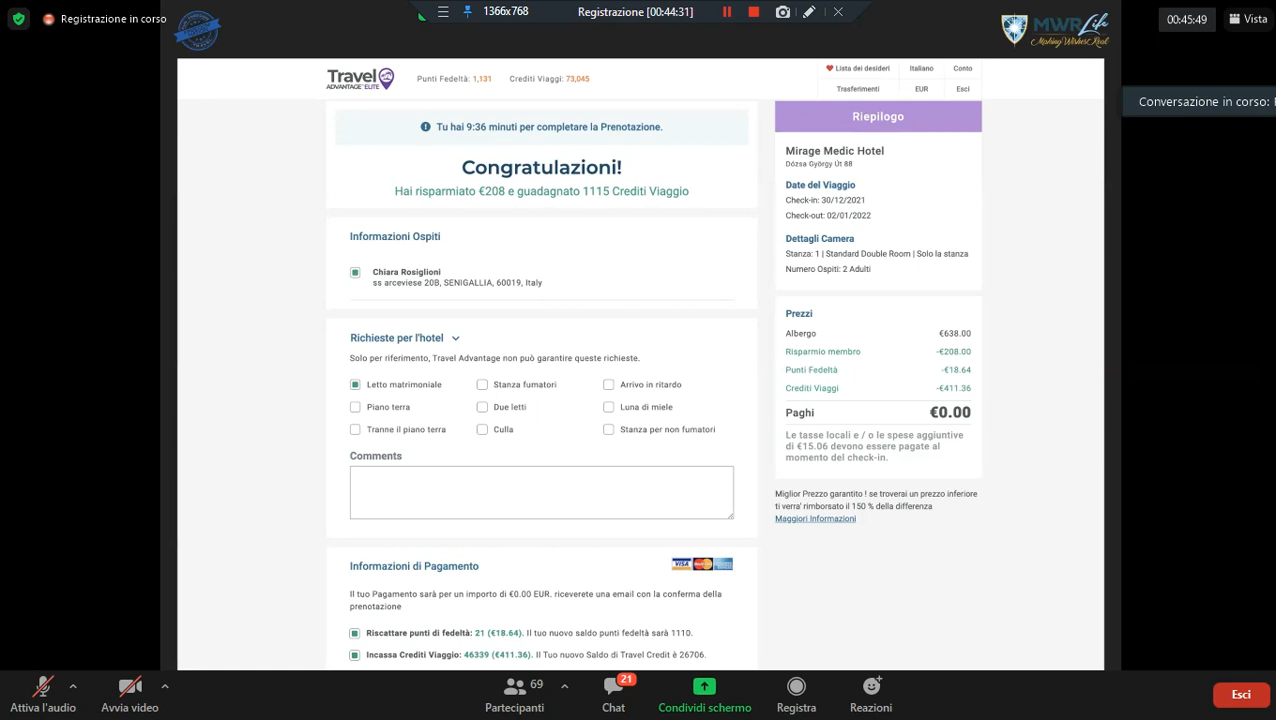 Registrazione in corso
1366x768
Registrazione [00:44:31]
MWRLife
Making Wishes Real
00:45:49
Vista
Conversazione in corso:
Travel
ADVANTAGE™ELITE
Punti Fedeltà: 1,131
Crediti Viaggi: 73,045
Lista dei desideri
Italiano
Conto
Trasferimenti
EUR
Esci
Tu hai 9:36 minuti per completare la Prenotazione.
Congratulazioni!
Hai risparmiato €208 e guadagnato 1115 Crediti Viaggio
Informazioni Ospiti
Chiara Rosiglioni
ss arceviese 20B, SENIGALLIA, 60019, Italy
Richieste per l'hotel
Solo per riferimento, Travel Advantage non può garantire queste richieste.
Letto matrimoniale
Stanza fumatori
Arrivo in ritardo
Piano terra
Due letti
Luna di miele
Tranne il piano terra
Culla
Stanza per non fumatori
Comments
Informazioni di Pagamento
VISA
Il tuo Pagamento sarà per un importo di €0.00 EUR. riceverete una email con la conferma della
prenotazione
Riscattare punti di fedeltà: 21 (€18.64). Il tuo nuovo saldo punti fedeltà sarà 1110.
Incassa Crediti Viaggio: 46339 (€411.36). Il Tuo nuovo Saldo di Travel Credit è 26706.
Riepilogo
Mirage Medic Hotel
Dózsa György Út 88
Date del Viaggio
Check-in: 30/12/2021
Check-out: 02/01/2022
Dettagli Camera
Stanza: 1 | Standard Double Room | Solo la stanza
Numero Ospiti: 2 Adulti
Prezzi
Albergo €638.00
Risparmio membro -€208.00
Punti Fedeltà -€18.64
Crediti Viaggi -€411.36
Paghi €0.00
Le tasse locali e / o le spese aggiuntive
di €15.06 devono essere pagate al
momento del check-in.
Miglior Prezzo garantito ! se troverai un prezzo inferiore
ti verra' rimborsato il 150 % della differenza
Maggiori Informazioni
Attiva l'audio
Avvia video
69
Partecipanti
21
Chat
Condividi schermo
Registra
Reazioni
Esci